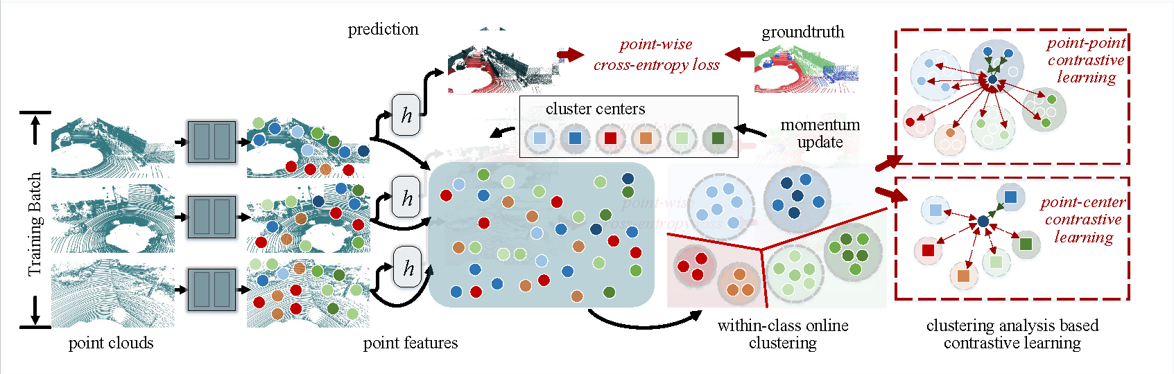 prediction
groundtruth
point-wise
cross-entropy loss
h
cluster centers
momentum
update
Training Batch
h
h
point clouds
point features
within-class online
clustering
point-point
contrastive
learning
point-center
contrastive
learning
clustering analysis based
contrastive learning